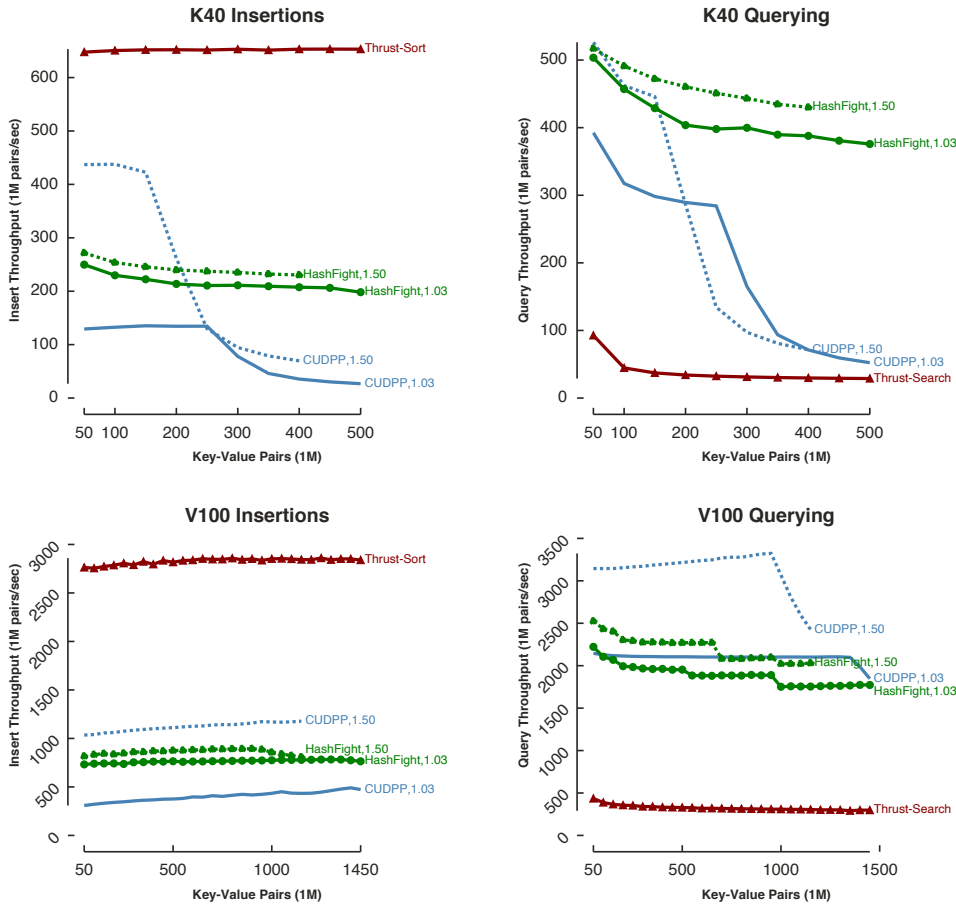 K40 Insertions
Insert Throughput (1M pairs/sec)
600
500
400
300
200
100
0
Thrust-Sort
HashFight,1.50
HashFight,1.03
CUDPP,1.50
CUDPP,1.03
50 100 200 300 400 500
Key-Value Pairs (1M)
K40 Querying
Query Throughput (1M pairs/sec)
500
400
300
200
100
0
HashFight,1.50
HashFight,1.03
CUDPP,1.50
CUDPP,1.03
Thrust-Search
50 100 200 300 400 500
Key-Value Pairs (1M)
V100 Insertions
Insert Throughput (1M pairs/sec)
3000
2500
2000
1500
1000
500
0
Thrust-Sort
CUDPP,1.50
HashFight,1.50
HashFight,1.03
CUDPP,1.03
50 500 1000 1450
Key-Value Pairs (1M)
V100 Querying
Query Throughput (1M pairs/sec)
3500
3000
2500
2000
1500
1000
500
0
CUDPP,1.50
HashFight,1.50
CUDPP,1.03
HashFight,1.03
Thrust-Search
50 500 1000 1500
Key-Value Pairs (1M)